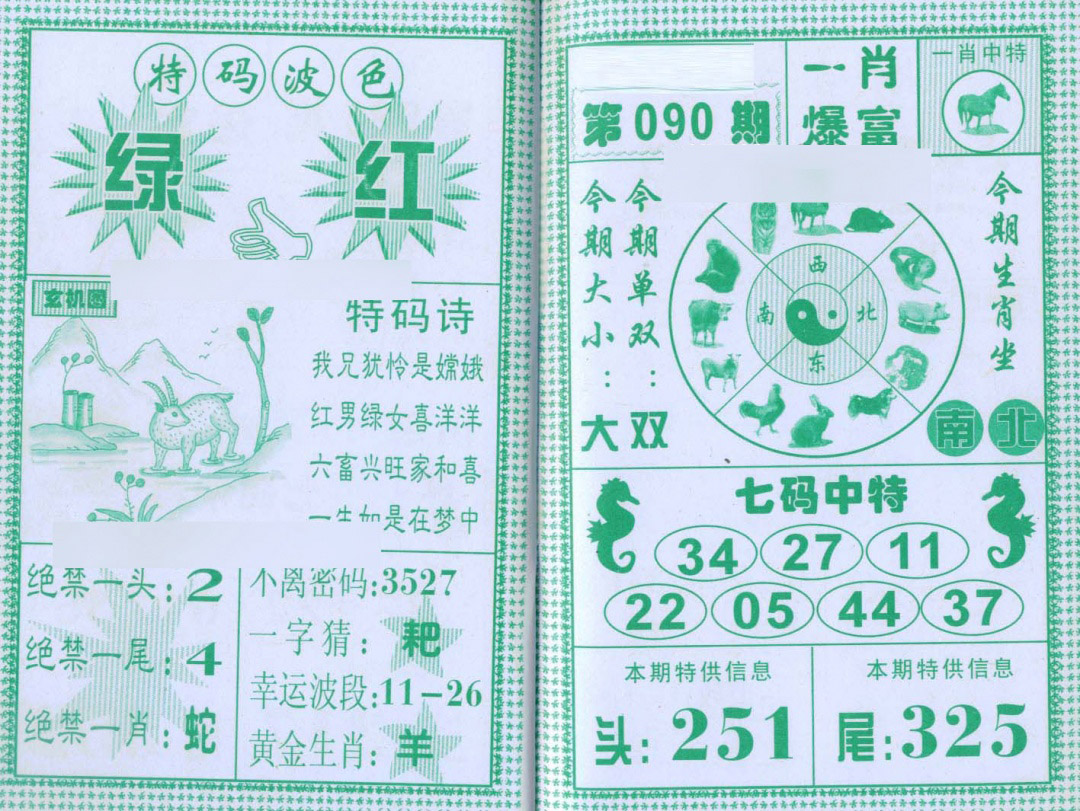 特码波色
绿 红
玄机图
特码诗
我兄犹怜是嫦娥
红男绿女喜洋洋
六畜兴旺家和喜
一生如是在梦中
绝禁一头:2
绝禁一尾:4
绝禁一肖:蛇
不离密码:3527
一字猜:耙
幸运波段:11-26
黄金生肖:羊
第090期
一肖
爆富
一肖中特
今期大小:大
今期单双:双
西
南 北
东
今期生肖坐
南 北
七码中特
34 27 11
22 05 44 37
本期特供信息
头:251
本期特供信息
尾:325